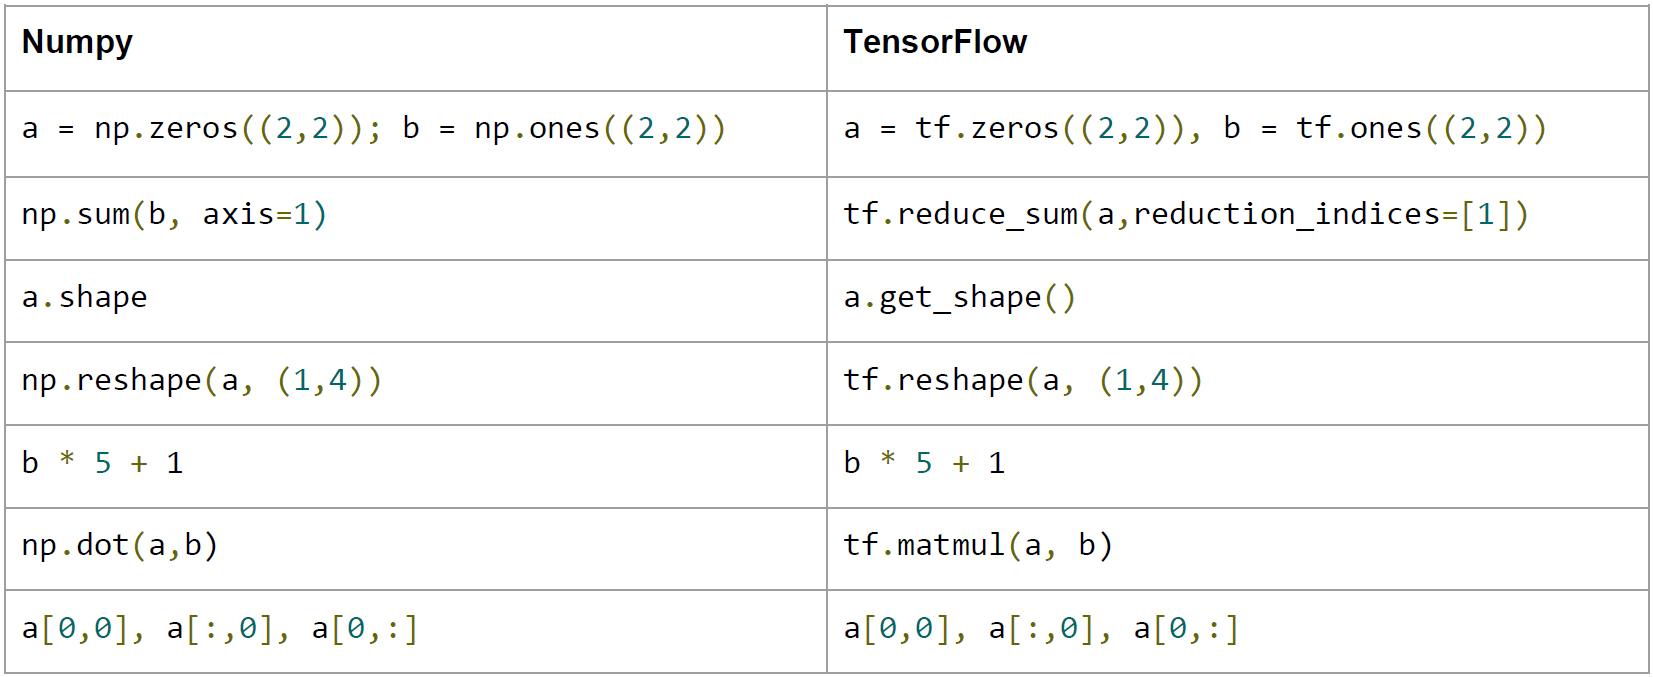 Numpy
TensorFlow
a = np.zeros((2,2)); b = np.ones((2,2))
a = tf.zeros((2,2)), b = tf.ones((2,2))
np.sum(b, axis=1)
tf.reduce_sum(a,reduction_indices=[1])
a.shape
a.get_shape()
np.reshape(a, (1,4))
tf.reshape(a, (1,4))
b * 5 + 1
b * 5 + 1
np.dot(a,b)
tf.matmul(a, b)
a[0,0], a[:,0], a[0,:]
a[0,0], a[:,0], a[0,:]